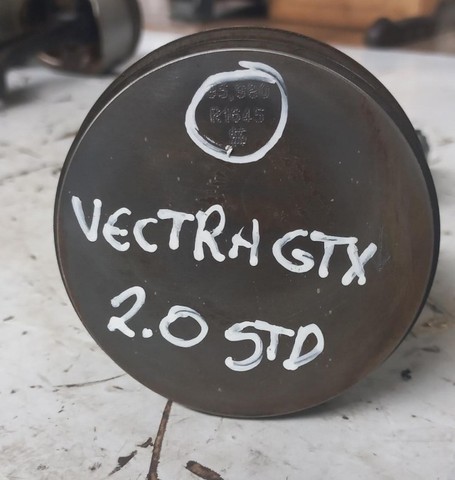 R1645
VECTRA GTX
2.0 STD